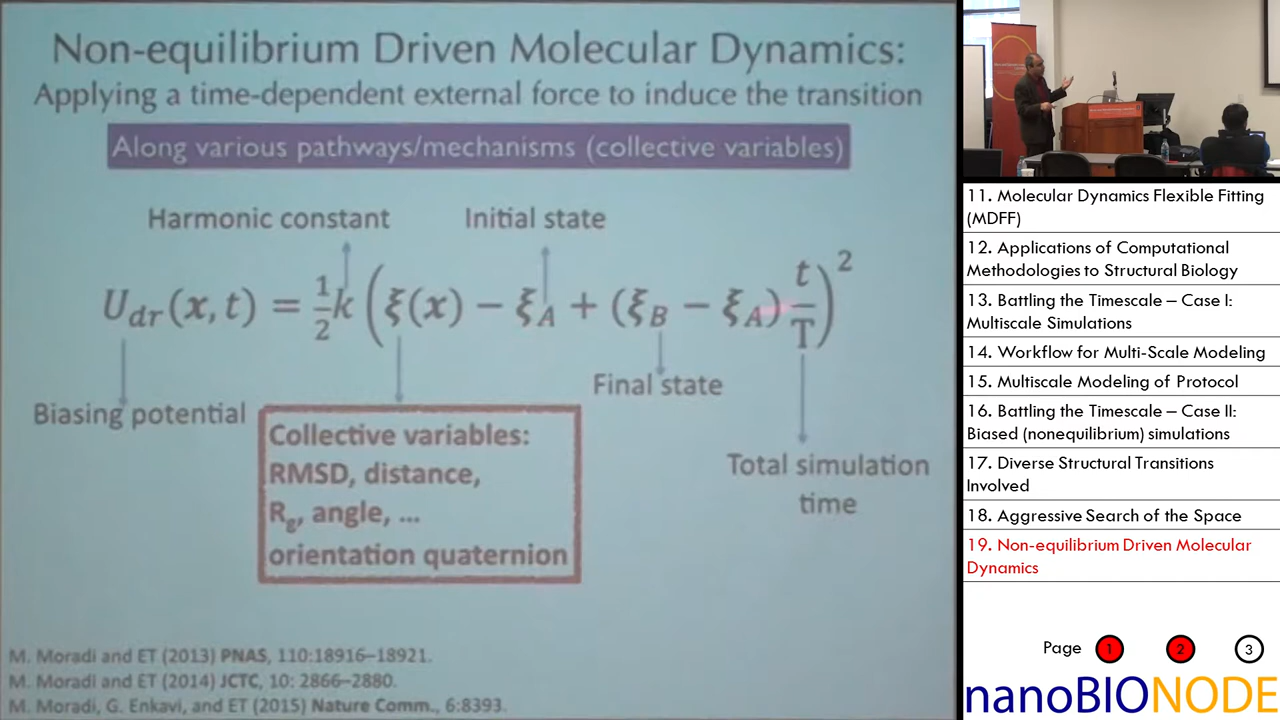 Non-equilibrium Driven Molecular Dynamics:
Applying a time-dependent external force to induce the transition
Along various pathways/mechanisms (collective variables)
Harmonic constant
Initial state
U_dr(x, t) = 1/2 k (ξ(x) − ξ_A + (ξ_B − ξ_A) t/T)^2
Biasing potential
Final state
Collective variables:
RMSD, distance,
R_g, angle, ...
orientation quaternion
Total simulation
time
M. Moradi and ET (2013) PNAS, 110:18916–18921.
M. Moradi and ET (2014) JCTC, 10: 2866–2880.
M. Moradi, G. Enkavi, and ET (2015) Nature Comm., 6:8393.
11. Molecular Dynamics Flexible Fitting
(MDFF)
12. Applications of Computational
Methodologies to Structural Biology
13. Battling the Timescale – Case I:
Multiscale Simulations
14. Workflow for Multi-Scale Modeling
15. Multiscale Modeling of Protocol
16. Battling the Timescale – Case II:
Biased (nonequilibrium) simulations
17. Diverse Structural Transitions
Involved
18. Aggressive Search of the Space
19. Non-equilibrium Driven Molecular
Dynamics
Page 1 2 3
nanoBIONODE